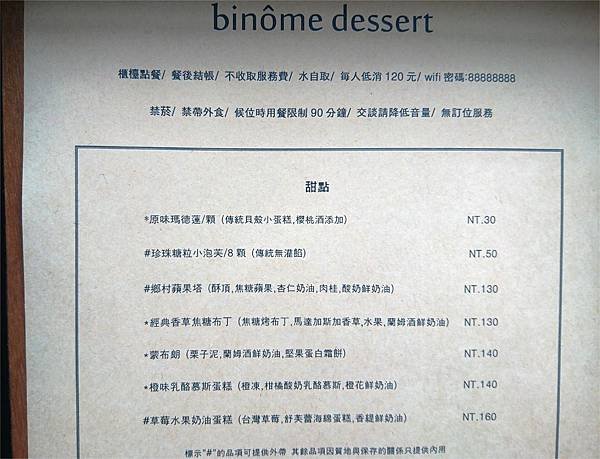 binôme dessert
櫃檯點餐/ 餐後結帳/ 不收取服務費/ 水自取/ 每人低消 120 元/ wifi 密碼:88888888
禁菸/ 禁帶外食/ 候位時用餐限制 90 分鐘/ 交談請降低音量/ 無訂位服務
甜點
*原味瑪德蓮/顆 (傳統貝殼小蛋糕,櫻桃酒添加) NT.30
#珍珠糖粒小泡芙/8 顆 (傳統無灌餡) NT.50
#鄉村蘋果塔 (酥頂,焦糖蘋果,杏仁奶油,肉桂,酸奶鮮奶油) NT.130
*經典香草焦糖布丁 (焦糖烤布丁,馬達加斯加香草,水果,蘭姆酒鮮奶油) NT.130
*蒙布朗 (栗子泥,蘭姆酒鮮奶油,堅果蛋白霜餅) NT.140
*橙味乳酪慕斯蛋糕 (橙凍,柑橘酸奶乳酪慕斯,橙花鮮奶油) NT.140
#草莓水果奶油蛋糕 (台灣草莓,舒芙蕾海綿蛋糕,香緹鮮奶油) NT.160
標示"#"的品項可提供外帶 其餘品項因質地與保存的關係只提供內用